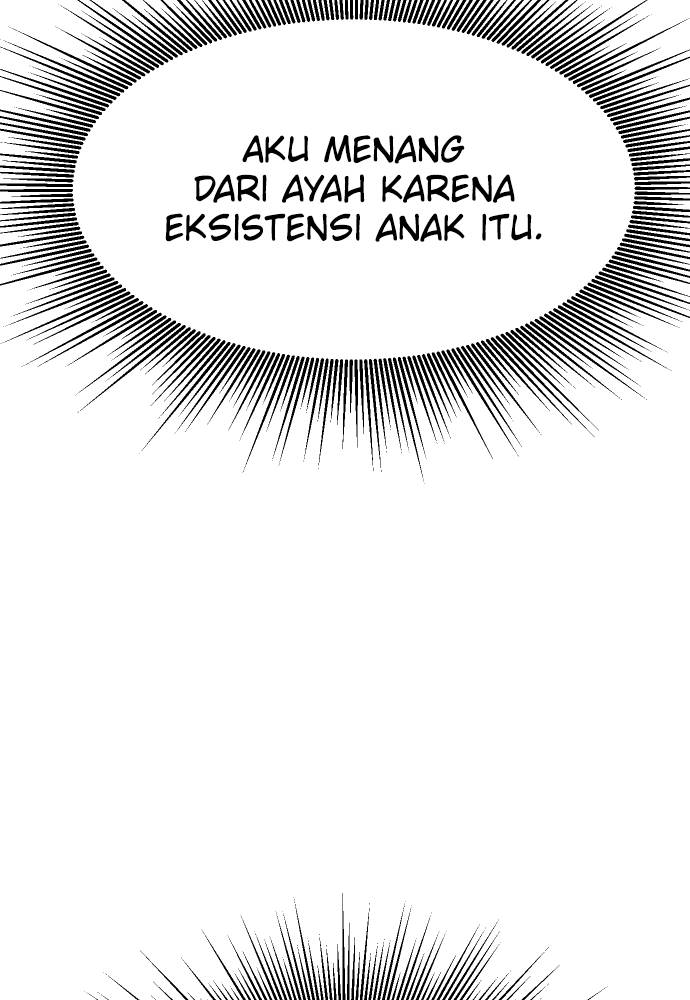 AKU MENANG
DARI AYAH KARENA
EKSISTENSI ANAK ITU.